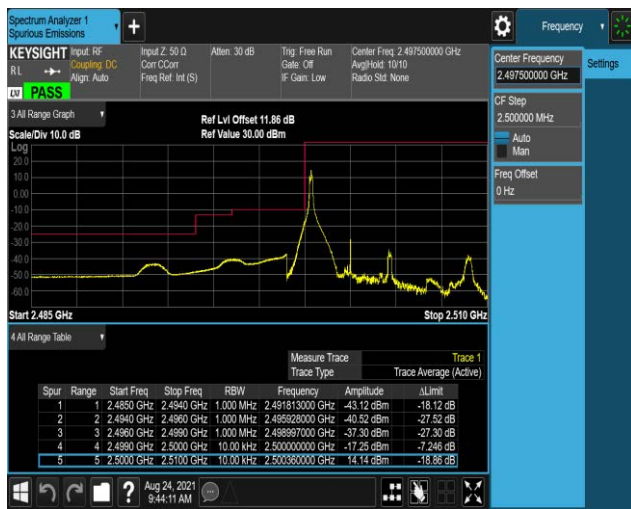 Spectrum Analyzer 1
Spurious Emissions
Frequency
KEYSIGHT
Input: RF
Coupling: DC
Align: Auto
Input Z: 50 Ω
Corr CCorr
Freq Ref: Int (S)
Atten: 30 dB
Trig: Free Run
Gate: Off
IF Gain: Low
Center Freq: 2.497500000 GHz
Avg|Hold: 10/10
Radio Std: None
RL
LXI
PASS
Center Frequency
2.497500000 GHz
Settings
CF Step
2.500000 MHz
Auto
Man
Freq Offset
0 Hz
3 All Range Graph
Ref Lvl Offset 11.86 dB
Scale/Div 10.0 dB
Ref Value 30.00 dBm
Log
20.0
10.0
0.00
-10.0
-20.0
-30.0
-40.0
-50.0
-60.0
Start 2.485 GHz
Stop 2.510 GHz
4 All Range Table
Measure Trace Trace 1
Trace Type Trace Average (Active)
Spur Range Start Freq Stop Freq RBW Frequency Amplitude ΔLimit
1 1 2.4850 GHz 2.4940 GHz 1.000 MHz 2.491813000 GHz -43.12 dBm -18.12 dB
2 2 2.4940 GHz 2.4960 GHz 1.000 MHz 2.495928000 GHz -40.52 dBm -27.52 dB
3 3 2.4960 GHz 2.4990 GHz 1.000 MHz 2.498997000 GHz -37.30 dBm -27.30 dB
4 4 2.4990 GHz 2.5000 GHz 10.00 kHz 2.500000000 GHz -17.25 dBm -7.246 dB
5 5 2.5000 GHz 2.5100 GHz 10.00 kHz 2.500360000 GHz 14.14 dBm -18.86 dB
?
Aug 24, 2021
9:44:11 AM